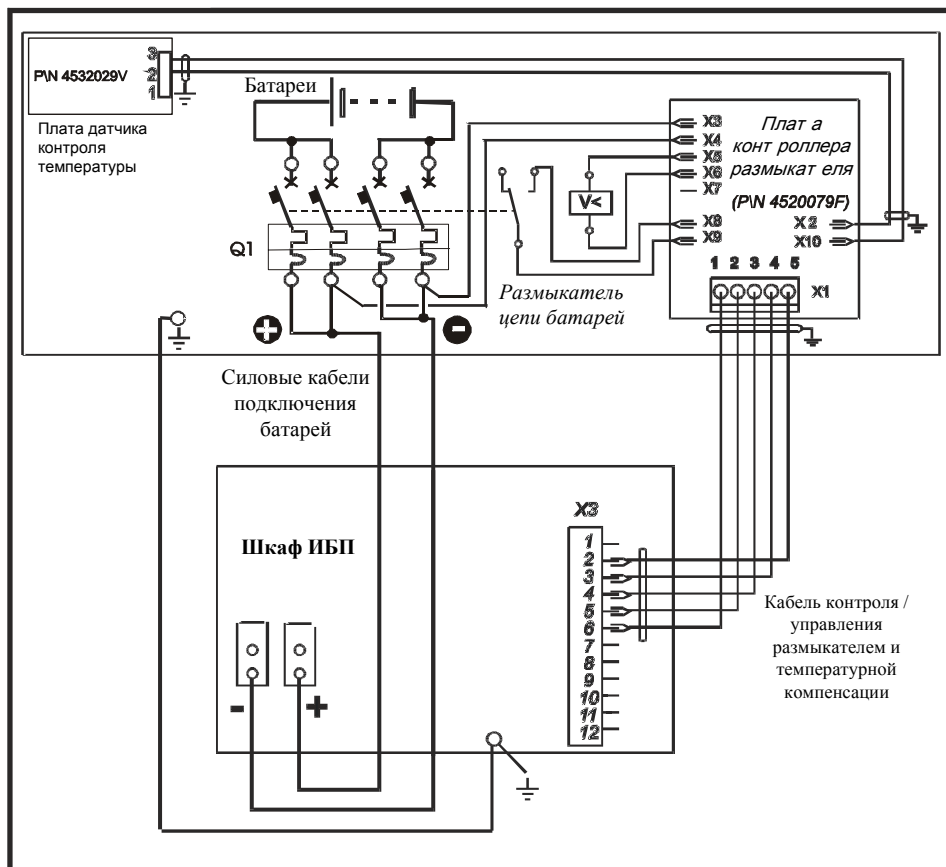 3
P\N 4532029V
2
1
Плата датчика
контроля
температуры
Батареи
Q1
+
-
Размыкатель
цепи батарей
X3
X4
X5
X6
X7
X8
X9
V<
Плат а
конт роллера
размыкат еля
(P\N 4520079F)
X 2
X10
1 2 3 4 5
X1
Силовые кабели
подключения
батарей
Шкаф ИБП
-
+
X3
1
2
3
4
5
6
7
8
9
10
11
12
Кабель контроля /
управления
размыкателем и
температурной
компенсации